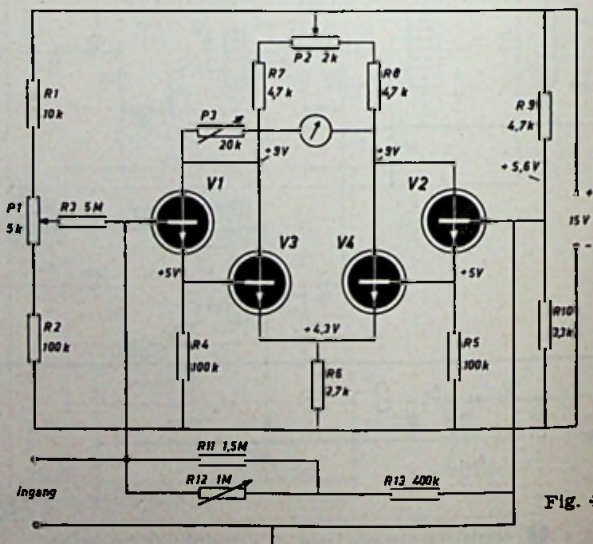 P2 2k
R1
10k
R7
4,7k
R8
4,7k
R9
4,7k
P3
20k
+9V
+9V
+5,6V
P1
5k
R3 5M
V1
V2
+
15V
-
V3
V4
+5V
+5V
R2
100k
R4
100k
+4,3V
R6
2,7k
R5
100k
R10
3,3k
R11 1,5M
R12 1M
R13 400k
ingang
Fig.